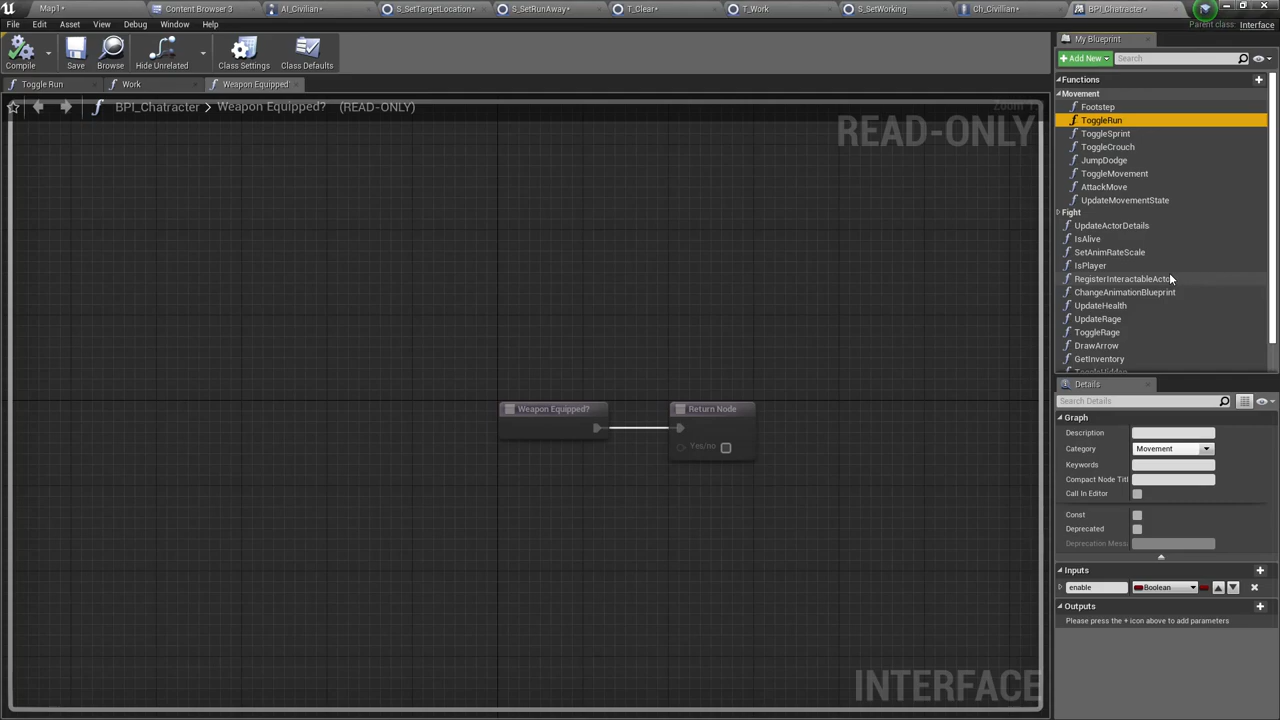 Map1*
Content Browser 3
AI_Civilian*
S_SetTargetLocation*
S_SetRunAway*
T_Clear*
T_Work
S_SetWorking
Ch_Civillian*
BPI_Chatracter*
File Edit Asset View Debug Window Help
Parent class: Interface
Compile Save Browse Hide Unrelated Class Settings Class Defaults
My Blueprint
+Add New Search
Toggle Run
Work
Weapon Equipped?
BPI_Chatracter > Weapon Equipped? (READ-ONLY)
READ-ONLY
Weapon Equipped?
Return Node
Yes/no
INTERFACE
Functions
Movement
Footstep
ToggleRun
ToggleSprint
ToggleCrouch
JumpDodge
ToggleMovement
AttackMove
UpdateMovementState
Fight
UpdateActorDetails
IsAlive
SetAnimRateScale
IsPlayer
RegisterInteractableActo
ChangeAnimationBlueprint
UpdateHealth
UpdateRage
ToggleRage
DrawArrow
GetInventory
Details
Search Details
Graph
Description
Category Movement
Keywords
Compact Node Titl
Call In Editor
Const
Deprecated
Deprecation Mess
Inputs
enable Boolean
Outputs
Please press the + icon above to add parameters